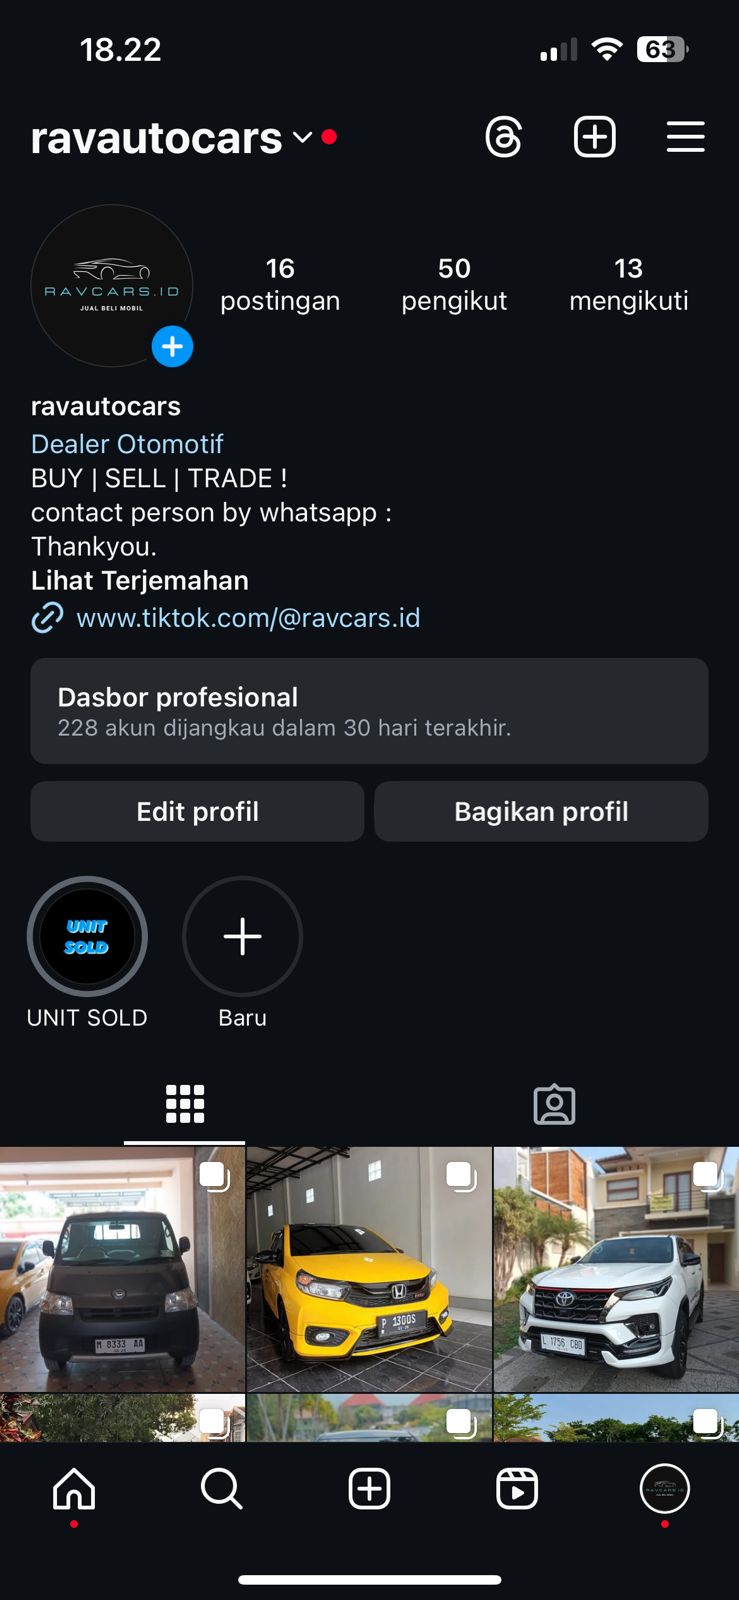 18.22
63
ravautocars
RAVCARS.ID
JUAL BELI MOBIL
16
postingan
50
pengikut
13
mengikuti
ravautocars
Dealer Otomotif
BUY | SELL | TRADE !
contact person by whatsapp :
Thankyou.
Lihat Terjemahan
www.tiktok.com/@ravcars.id
Dasbor profesional
228 akun dijangkau dalam 30 hari terakhir.
Edit profil
Bagikan profil
UNIT
SOLD
UNIT SOLD
Baru
M 8333 AA
P 1300S
L 1756 CBD